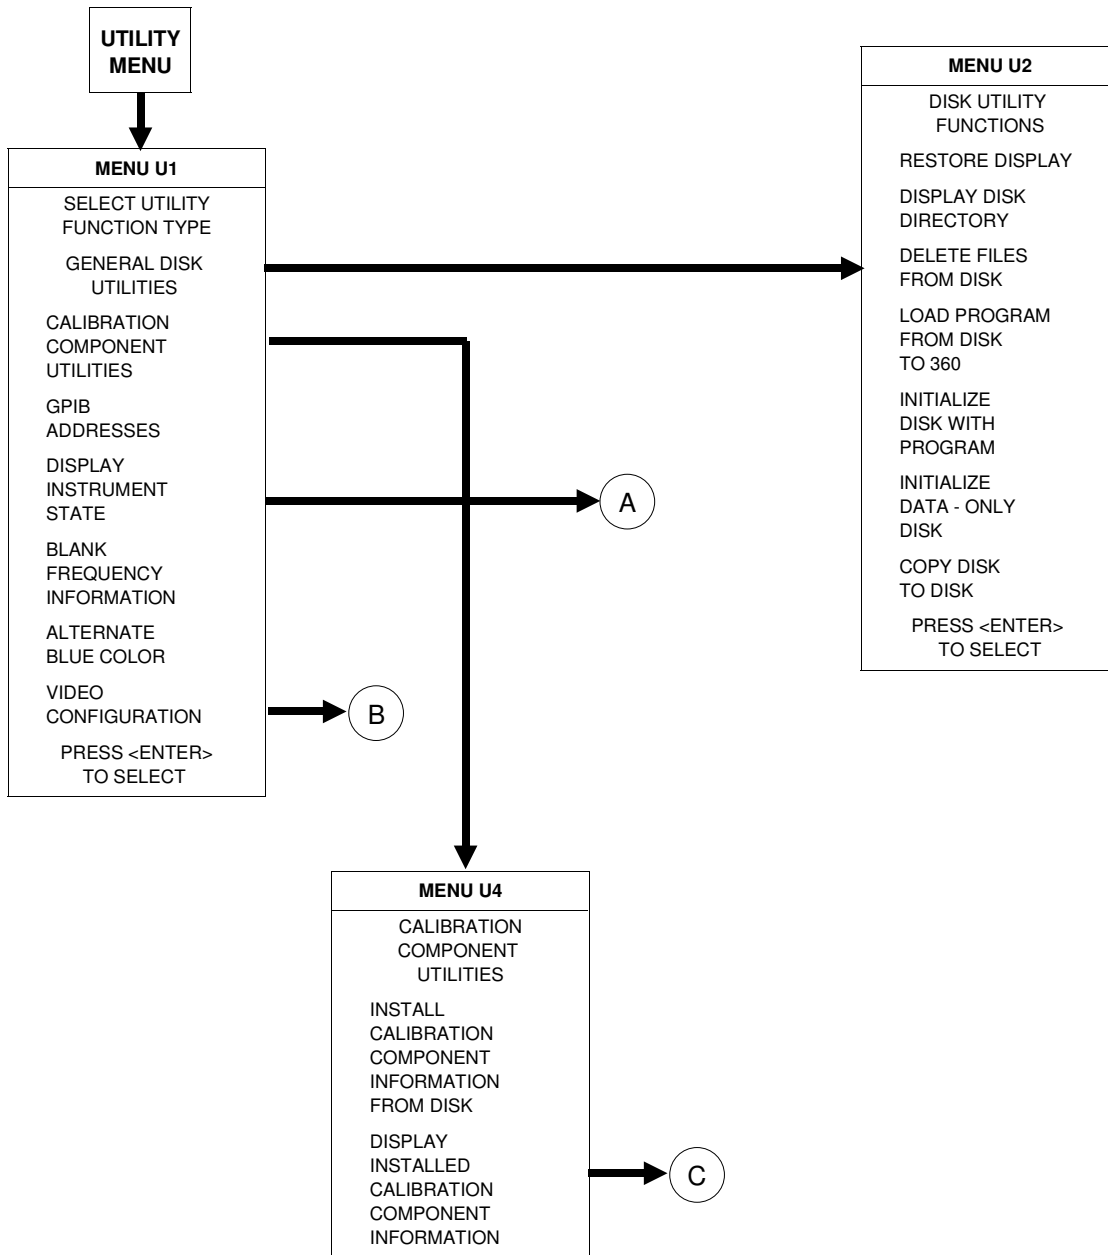 UTILITY
MENU
MENU U1
SELECT UTILITY
FUNCTION TYPE
GENERAL DISK
UTILITIES
CALIBRATION
COMPONENT
UTILITIES
GPIB
ADDRESSES
DISPLAY
INSTRUMENT
STATE
BLANK
FREQUENCY
INFORMATION
ALTERNATE
BLUE COLOR
VIDEO
CONFIGURATION
PRESS <ENTER>
TO SELECT
MENU U2
DISK UTILITY
FUNCTIONS
RESTORE DISPLAY
DISPLAY DISK
DIRECTORY
DELETE FILES
FROM DISK
LOAD PROGRAM
FROM DISK
TO 360
INITIALIZE
DISK WITH
PROGRAM
INITIALIZE
DATA - ONLY
DISK
COPY DISK
TO DISK
PRESS <ENTER>
TO SELECT
A
B
MENU U4
CALIBRATION
COMPONENT
UTILITIES
INSTALL
CALIBRATION
COMPONENT
INFORMATION
FROM DISK
DISPLAY
INSTALLED
CALIBRATION
COMPONENT
INFORMATION
C